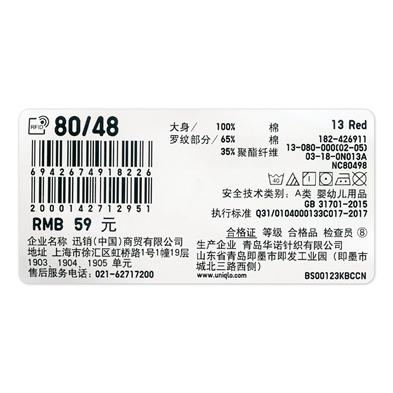 RFID
80/48
6942674918226
2000142712951
RMB 59 元
企业名称 迅销(中国)商贸有限公司
地址 上海市徐汇区虹桥路1号1幢19层
1903, 1904, 1905 单元
售后服务电话: 021-62717200
大身/ 100% 棉
罗纹部分/ 65% 棉
35% 聚酯纤维
13 Red
182-426911
13-080-000(02-05)
03-18-0N013A
NC80498
40
安全技术类别: A类 婴幼儿用品
GB 31701-2015
执行标准 Q31/0104000133C017-2017
合格证 等级 合格品 检查员 ⑧
生产企业 青岛华诺针织有限公司
山东省青岛即墨市即发工业园 (即墨市
城北三路西侧)
www.uniqlo.com
BS00123KBCCN